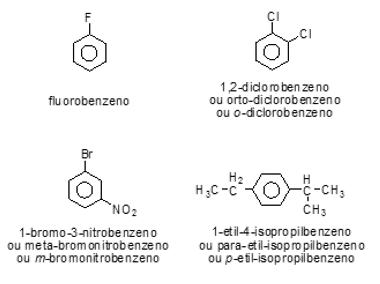 F
fluorobenzeno
Cl
Cl
1,2-diclorobenzeno
ou orto-diclorobenzeno
ou o-diclorobenzeno
Br
NO2
1-bromo-3-nitrobenzeno
ou meta-bromonitrobenzeno
ou m-bromonitrobenzeno
H2
H3C-C
H
C-CH3
CH3
1-etil-4-isopropilbenzeno
ou para-etil-isopropilbenzeno
ou p-etil-isopropilbenzeno